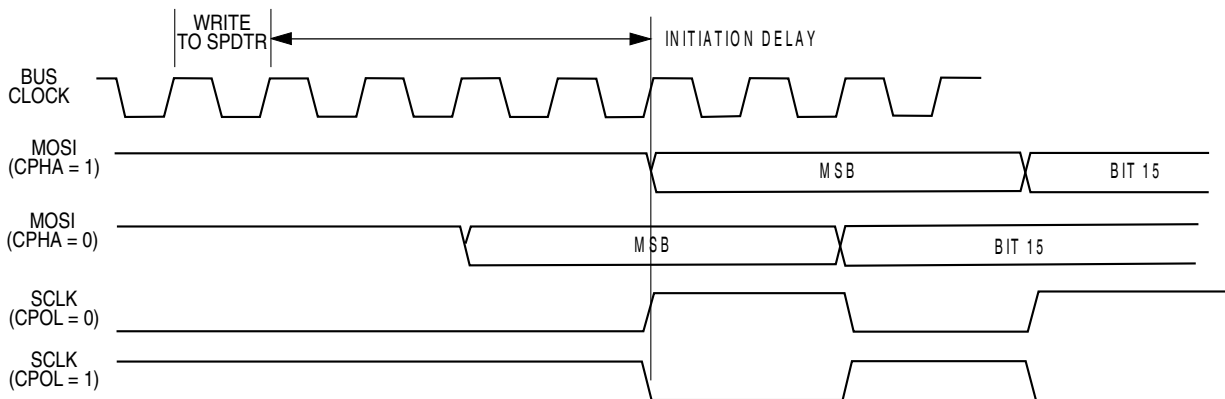 WRITE
TO SPDTR
INITIATION DELAY
BUS
CLOCK
MOSI
(CPHA = 1)
MSB
BIT 15
MOSI
(CPHA = 0)
MSB
BIT 15
SCLK
(CPOL = 0)
SCLK
(CPOL = 1)